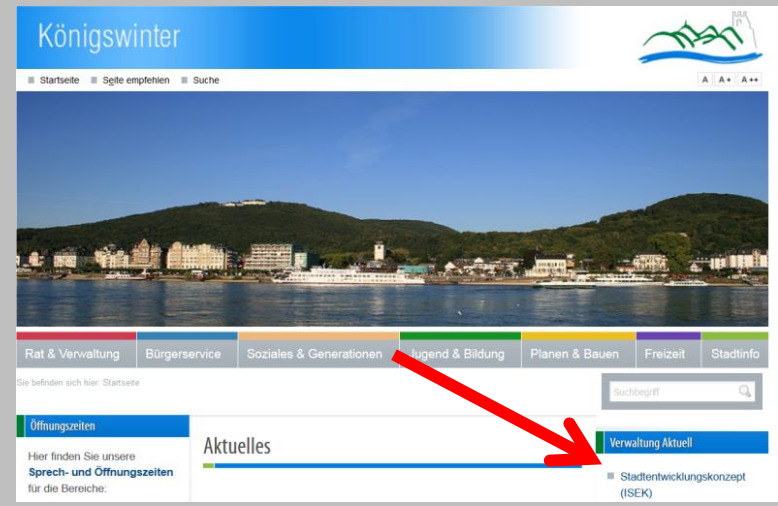 Königswinter
Startseite Seite empfehlen Suche
A A+ A++
Rat & Verwaltung Bürgerservice Soziales & Generationen Jugend & Bildung Planen & Bauen Freizeit Stadtinfo
Sie befinden sich hier: Startseite
Suchbegriff
Öffnungszeiten
Hier finden Sie unsere
Sprech- und Öffnungszeiten
für die Bereiche:
Aktuelles
Verwaltung Aktuell
Stadtentwicklungskonzept
(ISEK)